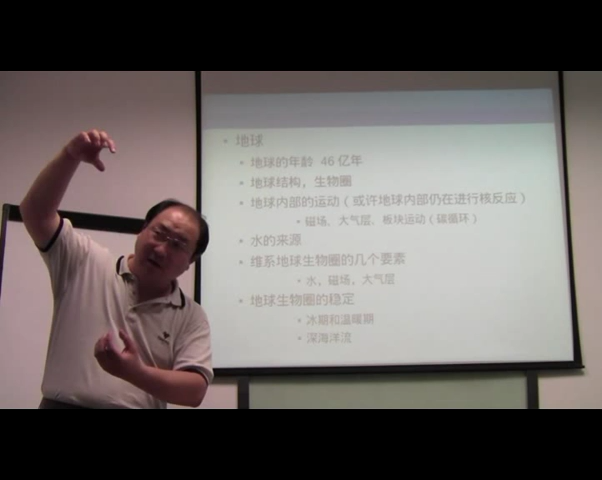 • 地球
• 地球的年龄 46 亿年
• 地球结构，生物圈
• 地球内部的运动（或许地球内部仍在进行核反应）
• 磁场、大气层、板块运动（碳循环）
• 水的来源
• 维系地球生物圈的几个要素
• 水，磁场，大气层
• 地球生物圈的稳定
• 冰期和温暖期
• 深海洋流